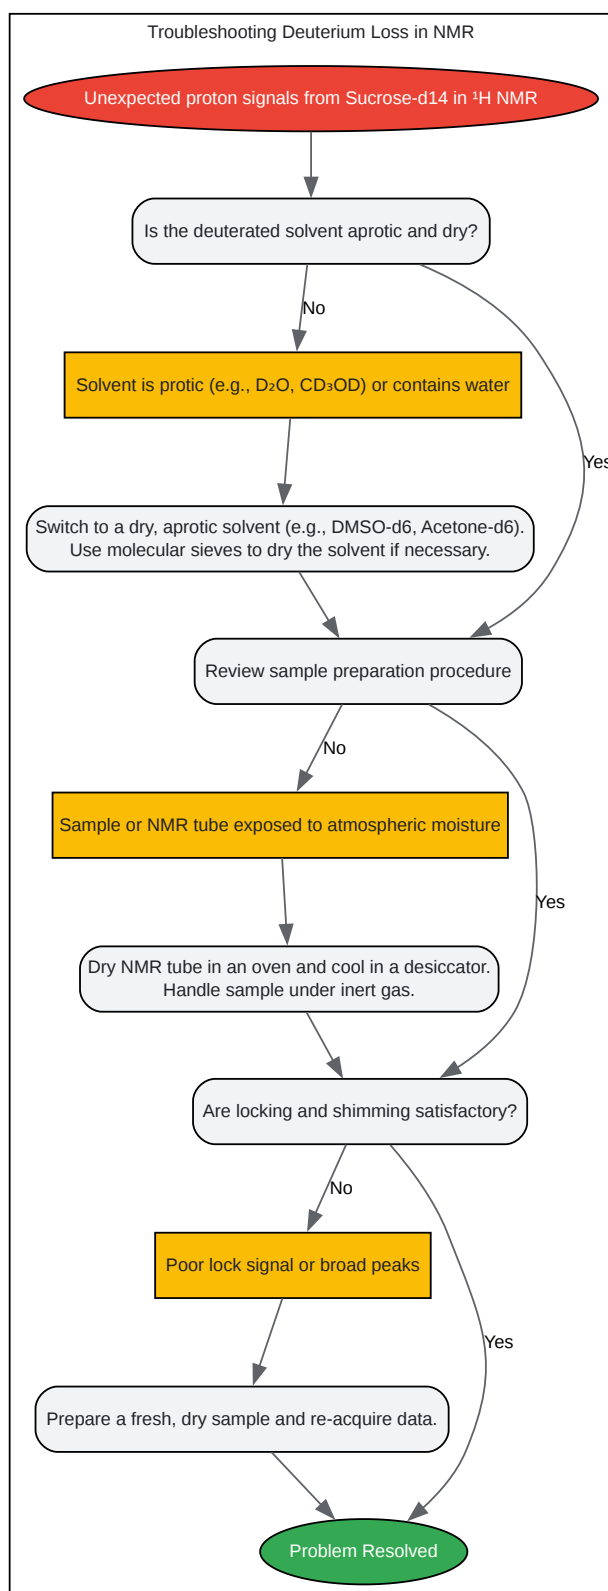 Troubleshooting Deuterium Loss in NMR
Unexpected proton signals from Sucrose-d14 in ¹H NMR
Is the deuterated solvent aprotic and dry?
No
Solvent is protic (e.g., D₂O, CD₃OD) or contains water
Yes
Switch to a dry, aprotic solvent (e.g., DMSO-d6, Acetone-d6).
Use molecular sieves to dry the solvent if necessary.
Review sample preparation procedure
No
Sample or NMR tube exposed to atmospheric moisture
Yes
Dry NMR tube in an oven and cool in a desiccator.
Handle sample under inert gas.
Are locking and shimming satisfactory?
No
Poor lock signal or broad peaks
Yes
Prepare a fresh, dry sample and re-acquire data.
Problem Resolved